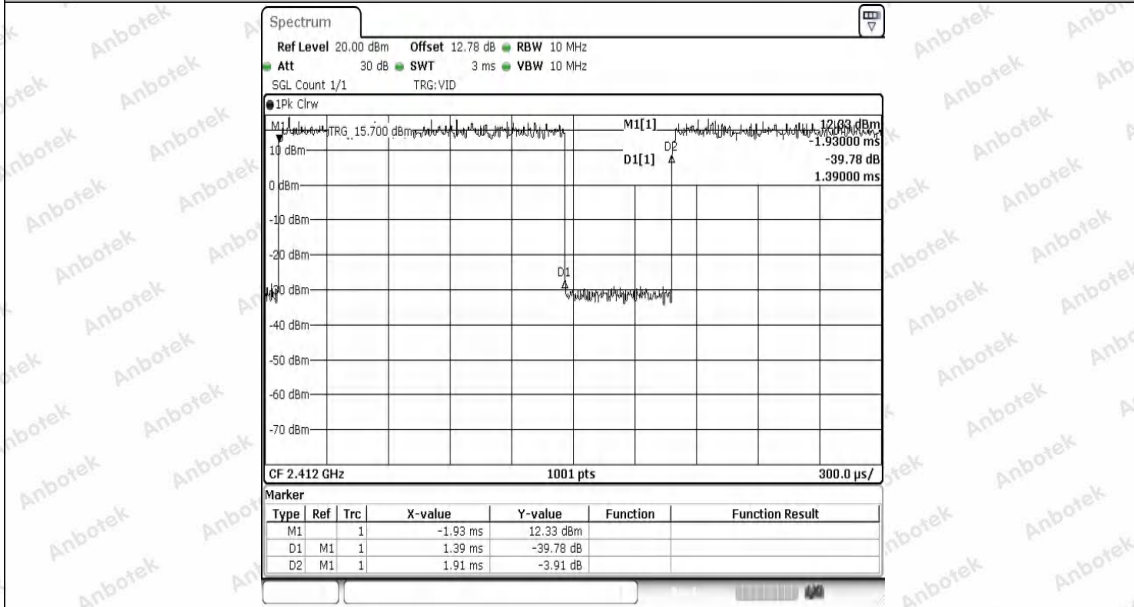 Spectrum
Ref Level 20.00 dBm Offset 12.78 dB RBW 10 MHz
Att 30 dB SWT 3 ms VBW 10 MHz
SGL Count 1/1 TRG:VID
1Pk Clrw
M1 TRG 15.700 dBm M1[1] 12.33 dBm
-1.93000 ms
10 dBm D2
D1[1] -39.78 dB
1.39000 ms
0 dBm
-10 dBm
-20 dBm
D1
-30 dBm
-40 dBm
-50 dBm
-60 dBm
-70 dBm
CF 2.412 GHz 1001 pts 300.0 µs/
Marker
Type Ref Trc X-value Y-value Function Function Result
M1 1 -1.93 ms 12.33 dBm
D1 M1 1 1.39 ms -39.78 dB
D2 M1 1 1.91 ms -3.91 dB
Anbotek